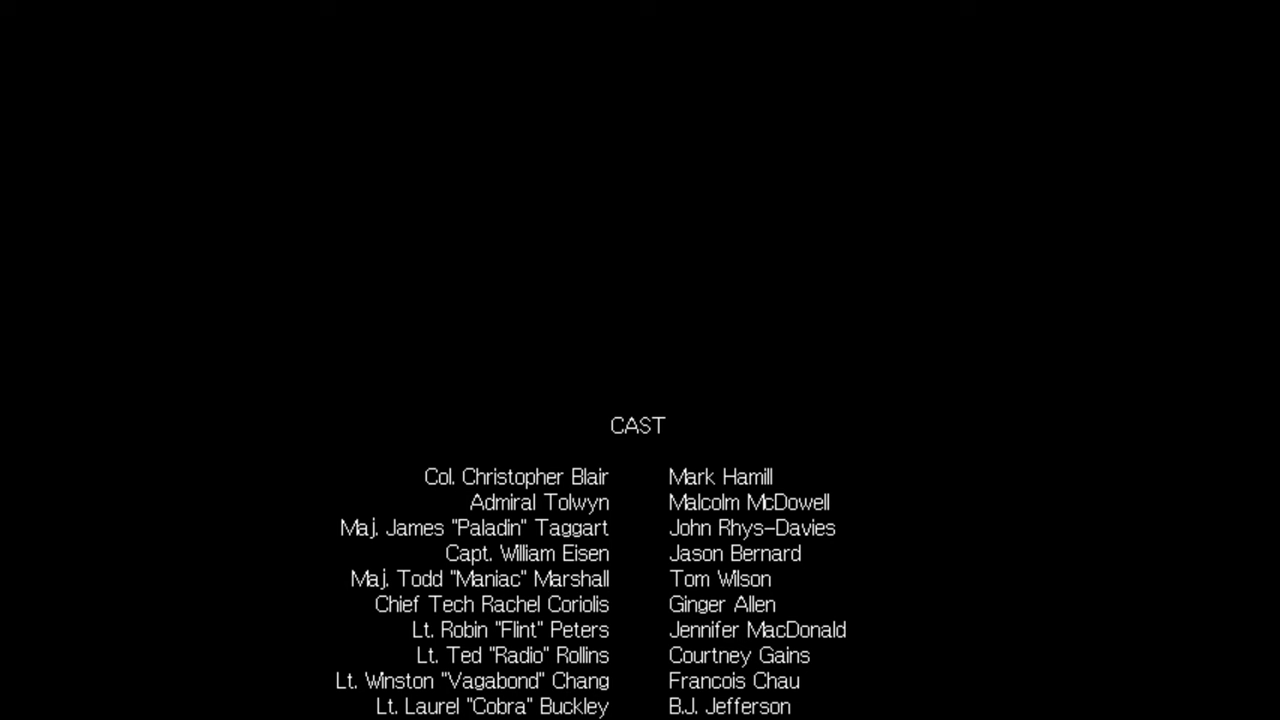 CAST
Col. Christopher Blair Mark Hamill
Admiral Tolwyn Malcolm McDowell
Maj. James "Paladin" Taggart John Rhys-Davies
Capt. William Eisen Jason Bernard
Maj. Todd "Maniac" Marshall Tom Wilson
Chief Tech Rachel Coriolis Ginger Allen
Lt. Robin "Flint" Peters Jennifer MacDonald
Lt. Ted "Radio" Rollins Courtney Gains
Lt. Winston "Vagabond" Chang Francois Chau
Lt. Laurel "Cobra" Buckley B.J. Jefferson